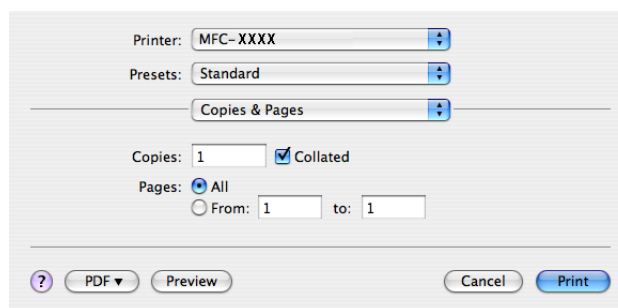 Printer: MFC-XXXX
Presets: Standard
Copies & Pages
Copies: 1 Collated
Pages: All
From: 1 to: 1
? PDF ▼ Preview Cancel Print